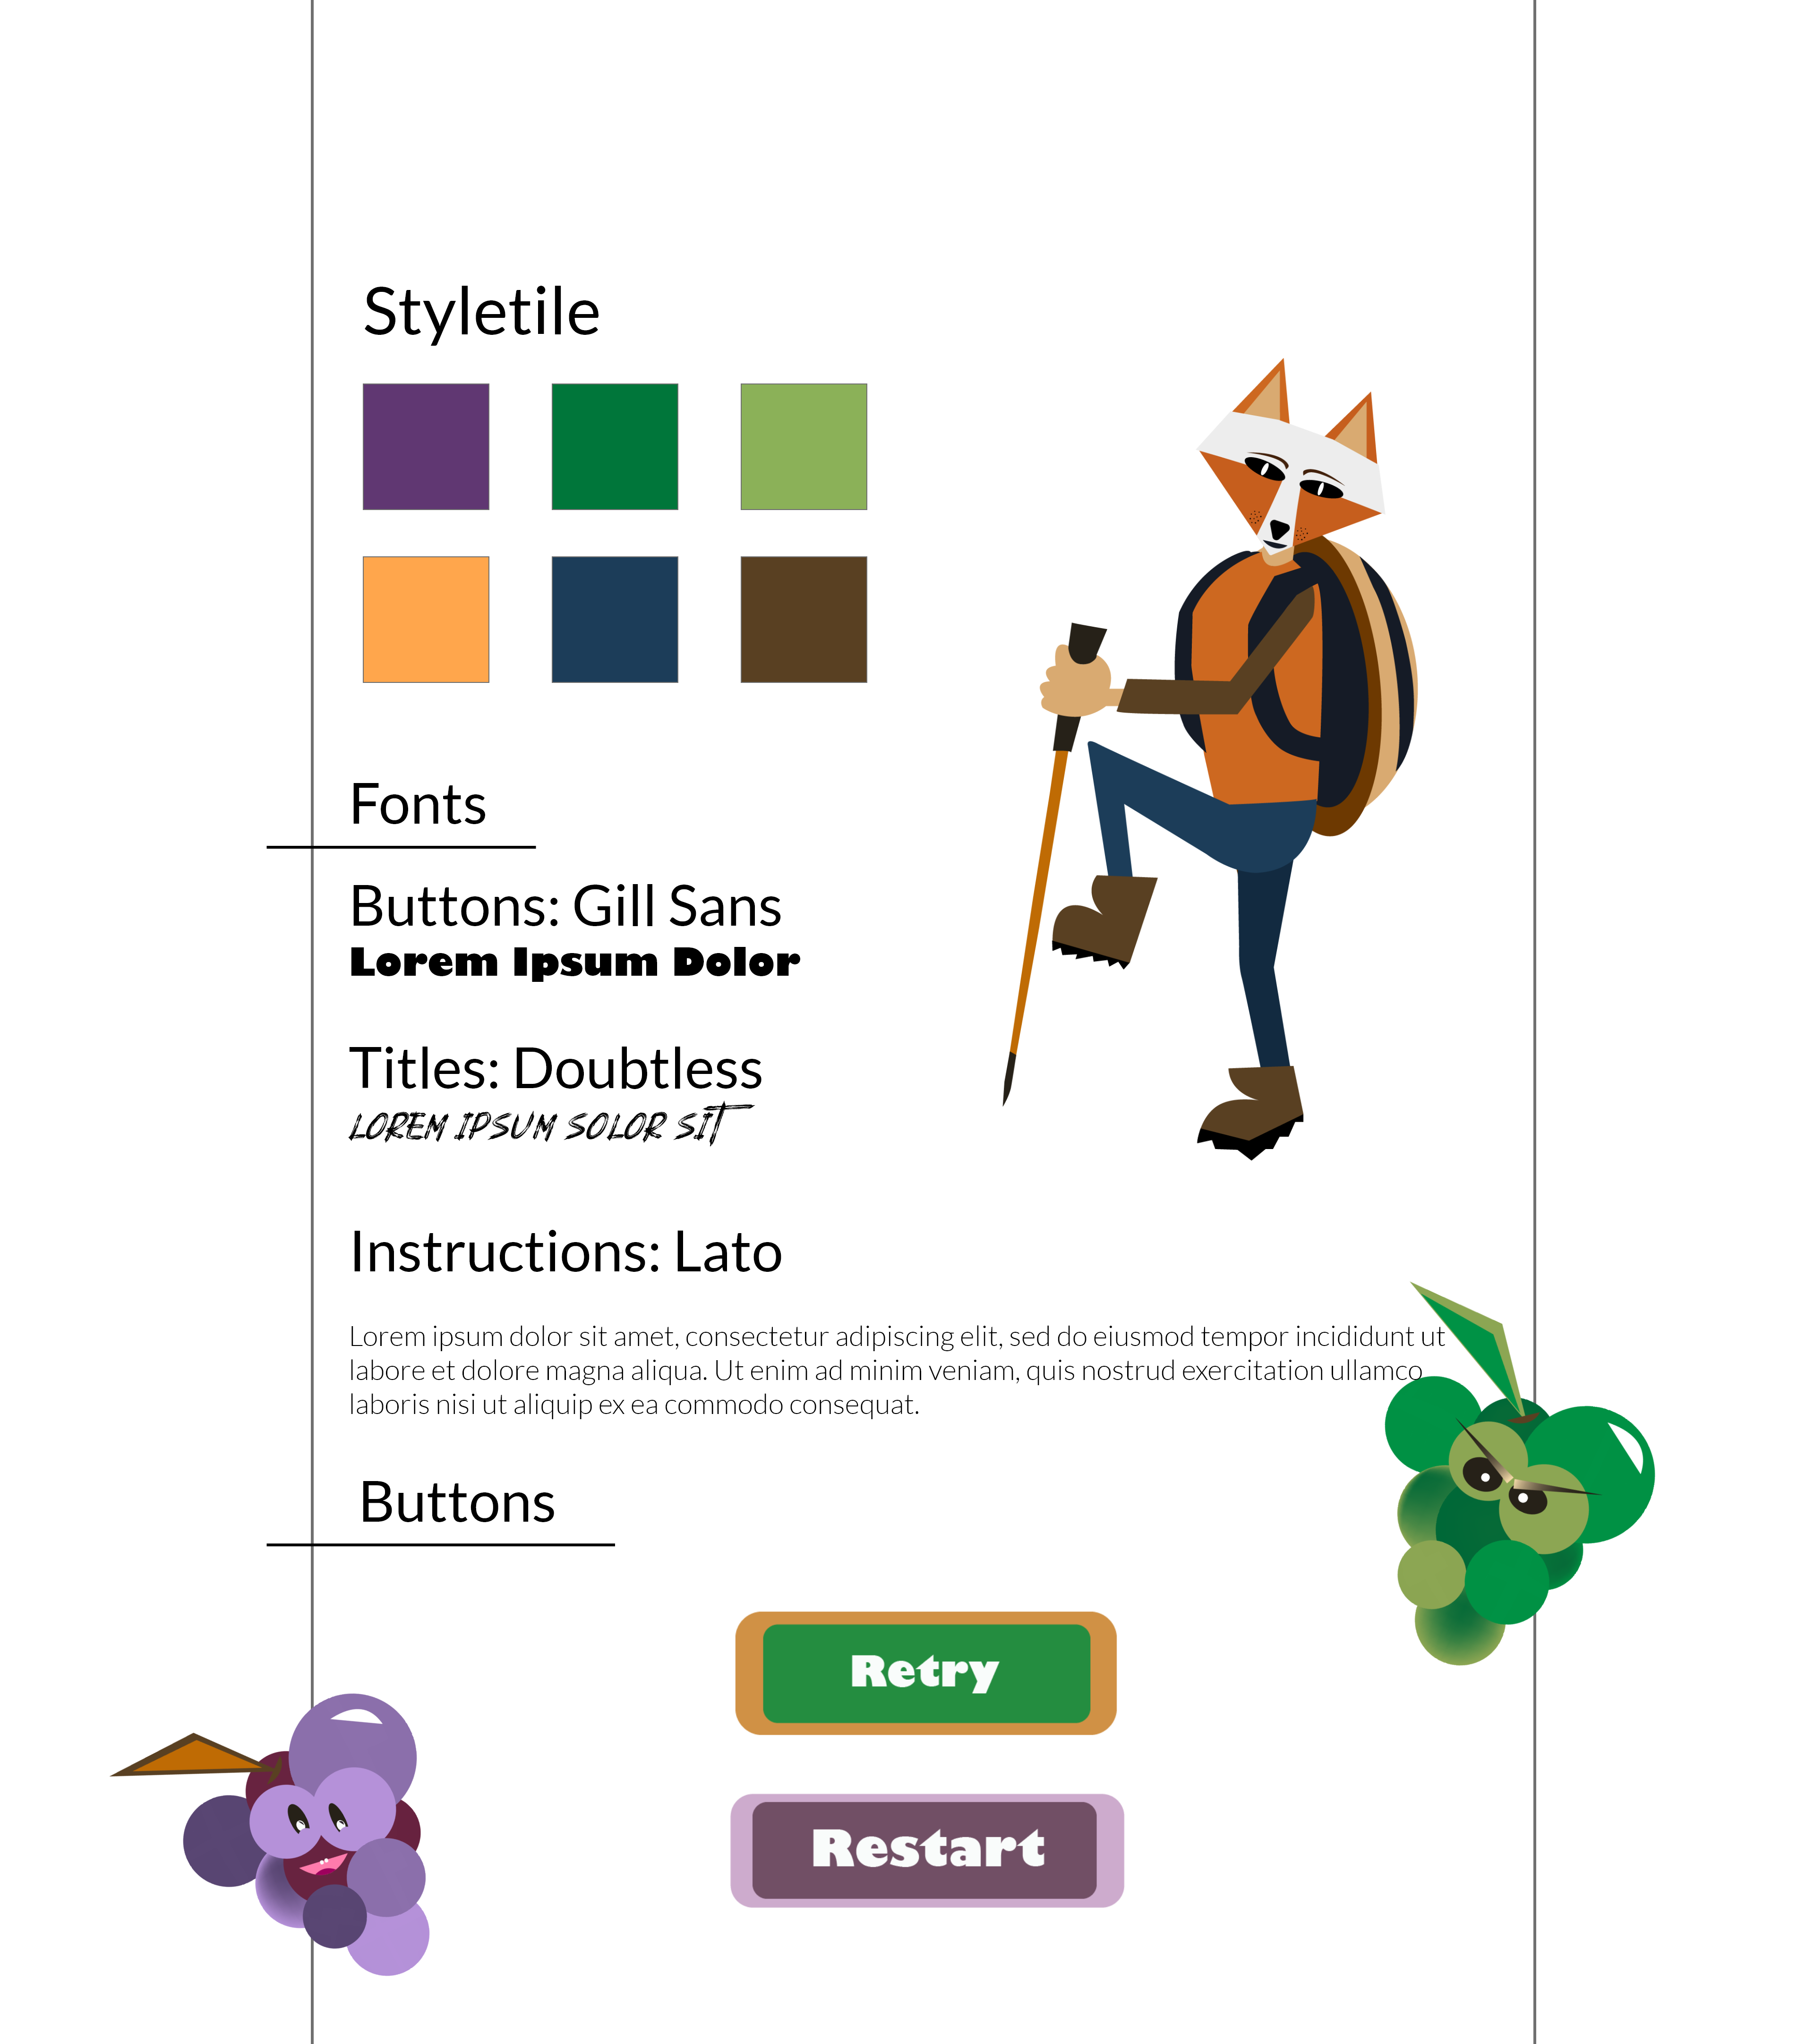 Styletile
Fonts
Buttons: Gill Sans
Lorem Ipsum Dolor
Titles: Doubtless
LOREM IPSUM SOLOR SIT
Instructions: Lato
Lorem ipsum dolor sit amet, consectetur adipiscing elit, sed do eiusmod tempor incididunt ut
labore et dolore magna aliqua. Ut enim ad minim veniam, quis nostrud exercitation ullamco
laboris nisi ut aliquip ex ea commodo consequat.
Buttons
Retry
Restart